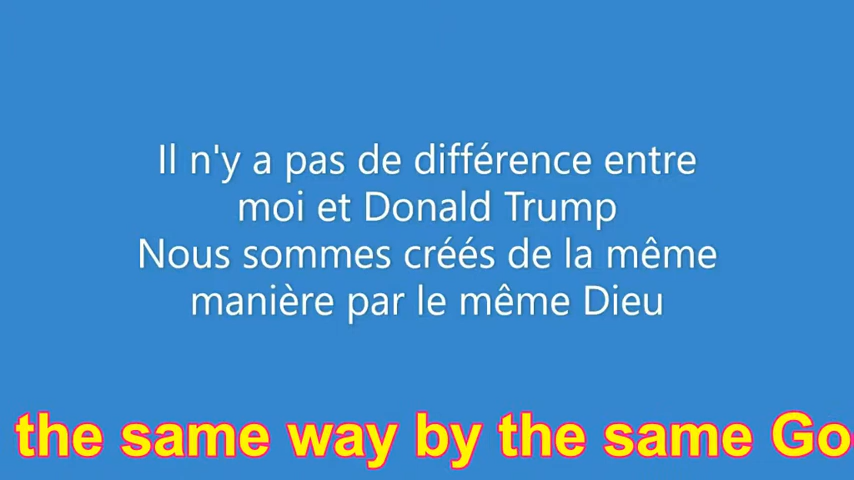 Il n'y a pas de différence entre
moi et Donald Trump
Nous sommes créés de la même
manière par le même Dieu
the same way by the same Go